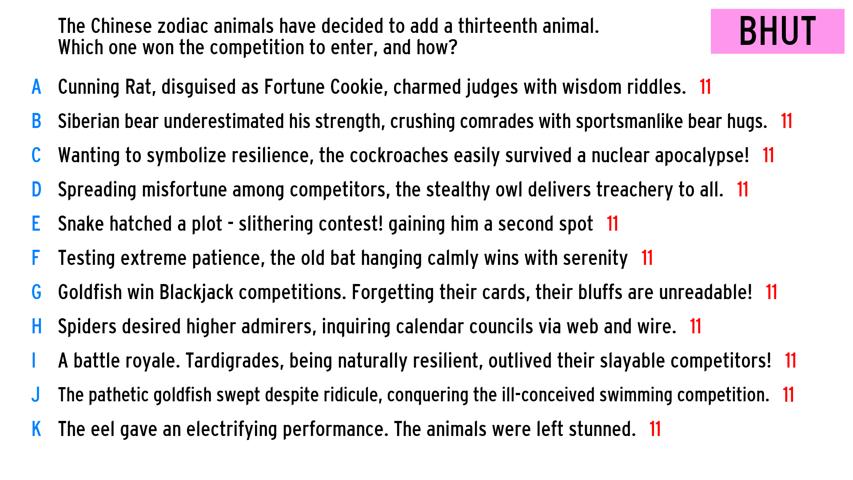 The Chinese zodiac animals have decided to add a thirteenth animal.
Which one won the competition to enter, and how?
BHUT
A Cunning Rat, disguised as Fortune Cookie, charmed judges with wisdom riddles. 11
B Siberian bear underestimated his strength, crushing comrades with sportsmanlike bear hugs. 11
C Wanting to symbolize resilience, the cockroaches easily survived a nuclear apocalypse! 11
D Spreading misfortune among competitors, the stealthy owl delivers treachery to all. 11
E Snake hatched a plot - slithering contest! gaining him a second spot 11
F Testing extreme patience, the old bat hanging calmly wins with serenity 11
G Goldfish win Blackjack competitions. Forgetting their cards, their bluffs are unreadable! 11
H Spiders desired higher admirers, inquiring calendar councils via web and wire. 11
I A battle royale. Tardigrades, being naturally resilient, outlived their slayable competitors! 11
J The pathetic goldfish swept despite ridicule, conquering the ill-conceived swimming competition. 11
K The eel gave an electrifying performance. The animals were left stunned. 11